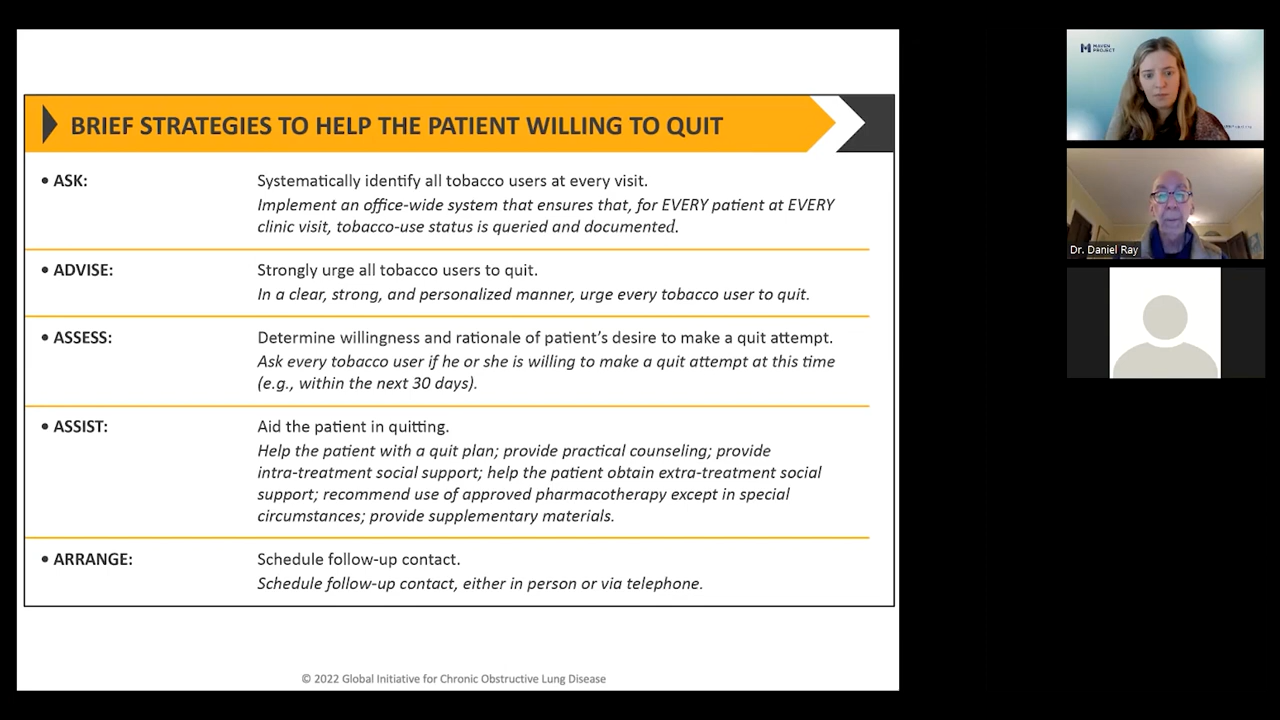 BRIEF STRATEGIES TO HELP THE PATIENT WILLING TO QUIT
• ASK:
Systematically identify all tobacco users at every visit.
Implement an office-wide system that ensures that, for EVERY patient at EVERY
clinic visit, tobacco-use status is queried and documented.
• ADVISE:
Strongly urge all tobacco users to quit.
In a clear, strong, and personalized manner, urge every tobacco user to quit.
• ASSESS:
Determine willingness and rationale of patient’s desire to make a quit attempt.
Ask every tobacco user if he or she is willing to make a quit attempt at this time
(e.g., within the next 30 days).
• ASSIST:
Aid the patient in quitting.
Help the patient with a quit plan; provide practical counseling; provide
intra-treatment social support; help the patient obtain extra-treatment social
support; recommend use of approved pharmacotherapy except in special
circumstances; provide supplementary materials.
• ARRANGE:
Schedule follow-up contact.
Schedule follow-up contact, either in person or via telephone.
© 2022 Global Initiative for Chronic Obstructive Lung Disease
MAVEN
PROJECT
Dr. Daniel Ray